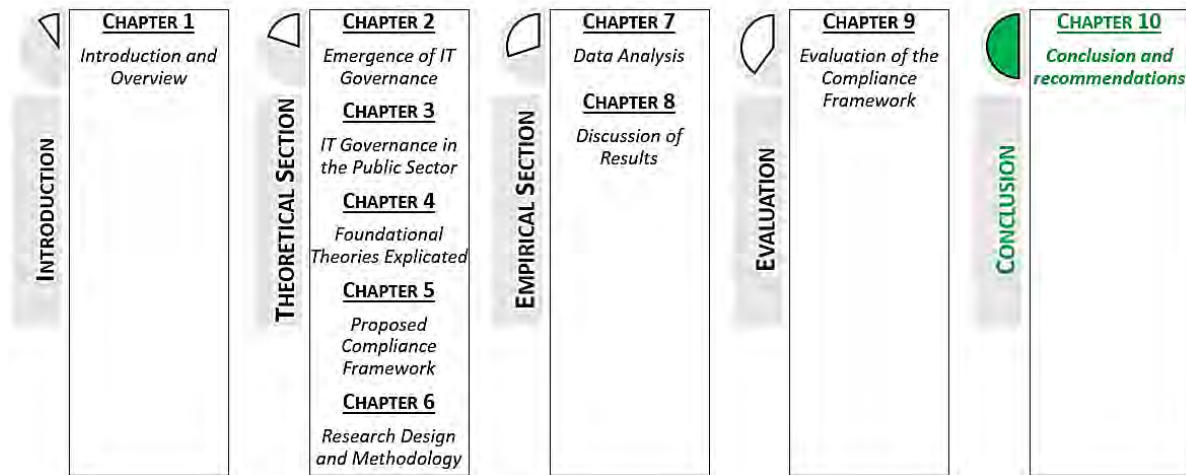 INTRODUCTION
CHAPTER 1
Introduction and
Overview
THEORETICAL SECTION
CHAPTER 2
Emergence of IT
Governance
CHAPTER 3
IT Governance in
the Public Sector
CHAPTER 4
Foundational
Theories Explicated
CHAPTER 5
Proposed
Compliance
Framework
CHAPTER 6
Research Design
and Methodology
EMPIRICAL SECTION
CHAPTER 7
Data Analysis
CHAPTER 8
Discussion of
Results
EVALUATION
CHAPTER 9
Evaluation of the
Compliance
Framework
CONCLUSION
CHAPTER 10
Conclusion and
recommendations